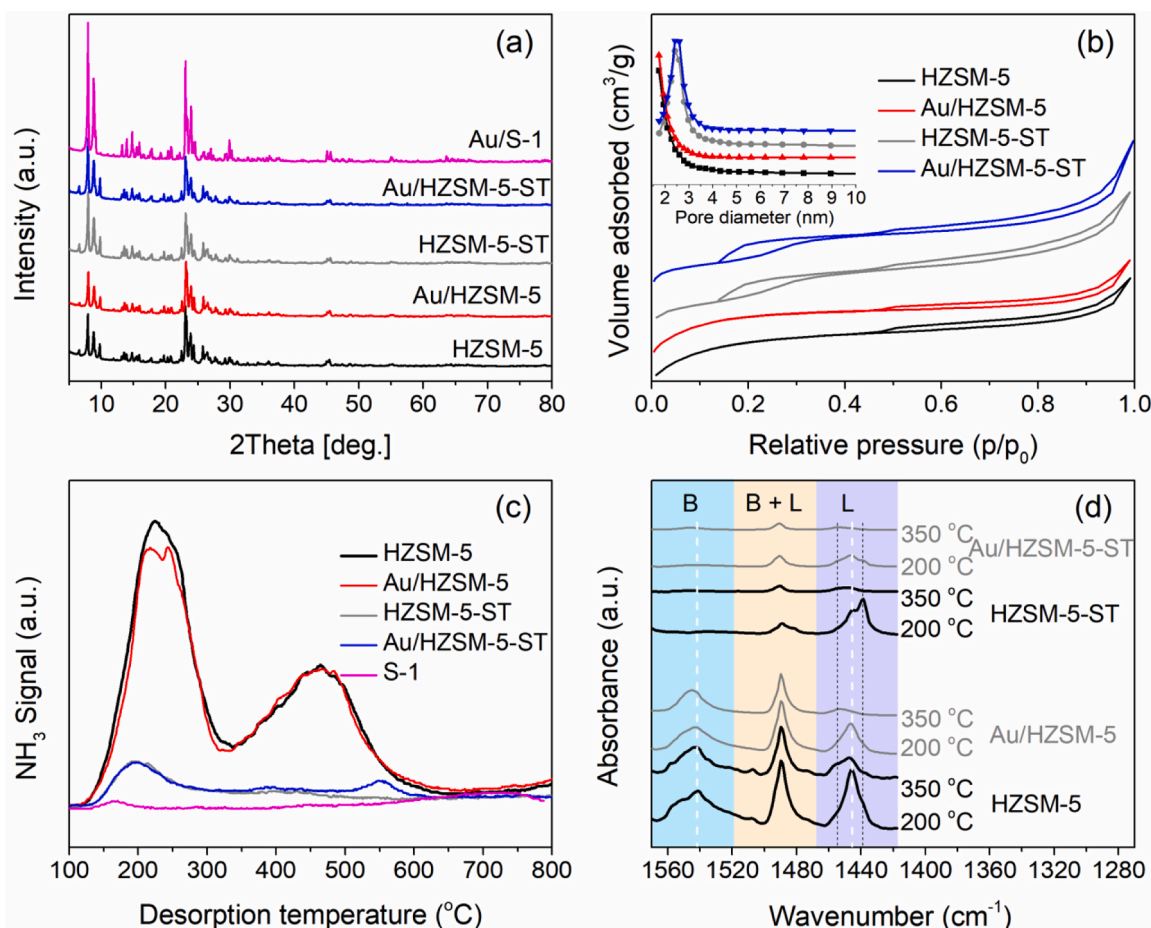 (a)
Intensity (a.u.)
Au/S-1
Au/HZSM-5-ST
HZSM-5-ST
Au/HZSM-5
HZSM-5
10 20 30 40 50 60 70 80
2Theta [deg.]
(b)
Volume adsorbed (cm³/g)
HZSM-5
Au/HZSM-5
HZSM-5-ST
Au/HZSM-5-ST
2 3 4 5 6 7 8 9 10
Pore diameter (nm)
0.0 0.2 0.4 0.6 0.8 1.0
Relative pressure (p/p₀)
(c)
NH₃ Signal (a.u.)
HZSM-5
Au/HZSM-5
HZSM-5-ST
Au/HZSM-5-ST
S-1
100 200 300 400 500 600 700 800
Desorption temperature (°C)
(d)
Absorbance (a.u.)
B B + L L
350 °C
Au/HZSM-5-ST
200 °C
350 °C
HZSM-5-ST
200 °C
350 °C
Au/HZSM-5
200 °C
350 °C
HZSM-5
200 °C
1560 1520 1480 1440 1400 1360 1320 1280
Wavenumber (cm⁻¹)